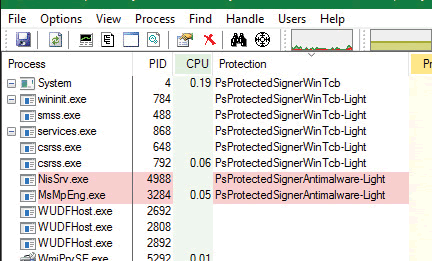 File Options View Process Find Handle Users Help
Process PID CPU Protection
System 4 0.19 PsProtectedSignerWinTcb
wininit.exe 784 PsProtectedSignerWinTcb-Light
smss.exe 488 PsProtectedSignerWinTcb-Light
services.exe 868 PsProtectedSignerWinTcb-Light
csrss.exe 648 PsProtectedSignerWinTcb-Light
csrss.exe 792 0.06 PsProtectedSignerWinTcb-Light
NisSrv.exe 4988 PsProtectedSignerAntimalware-Light
MsMpEng.exe 3284 0.05 PsProtectedSignerAntimalware-Light
WUDFHost.exe 2692
WUDFHost.exe 2808
WUDFHost.exe 2892
WmiPrvSE.exe 5292 0.01